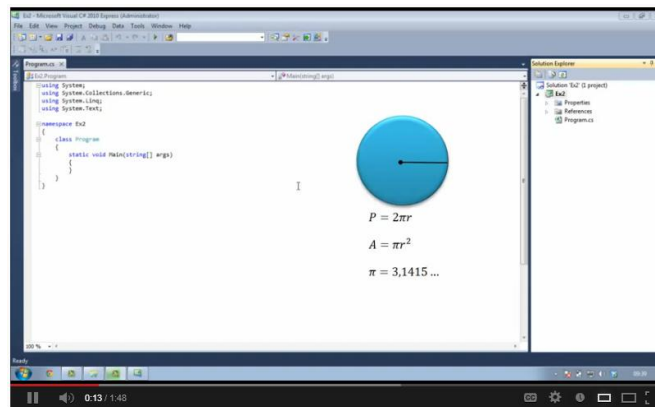 Ex2 - Microsoft Visual C# 2010 Express (Administrator)
File Edit View Project Debug Data Tools Window Help
Program.cs
Solution Explorer
Ex2.Program
Main(string[] args)
Toolbox
using System;
using System.Collections.Generic;
using System.Linq;
using System.Text;
namespace Ex2
{
class Program
{
static void Main(string[] args)
{
}
}
}
P = 2πr
A = πr²
π = 3,1415 ...
Solution 'Ex2' (1 project)
Ex2
Properties
References
Program.cs
100 %
Ready
0:13 / 1:48